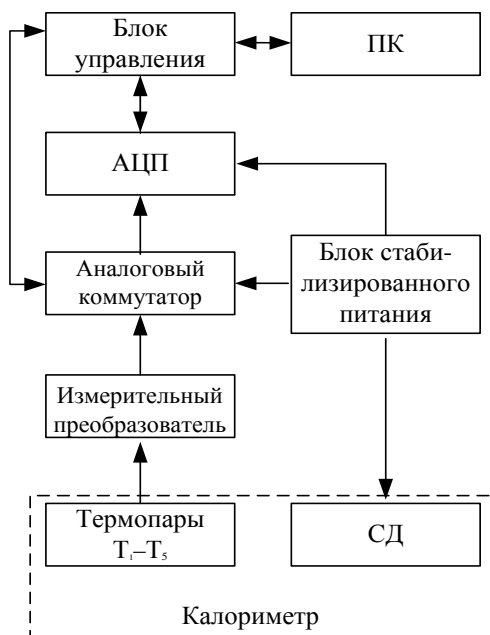 Блок
управления
ПК
АЦП
Аналоговый
коммутатор
Блок стаби-
лизированного
питания
Измерительный
преобразователь
Термопары
T₁–T₅
СД
Калориметр